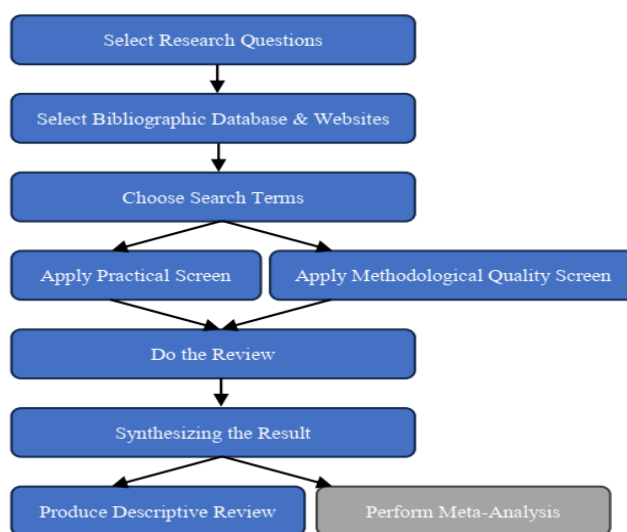 Select Research Questions
Select Bibliographic Database & Websites
Choose Search Terms
Apply Practical Screen
Apply Methodological Quality Screen
Do the Review
Synthesizing the Result
Produce Descriptive Review
Perform Meta-Analysis